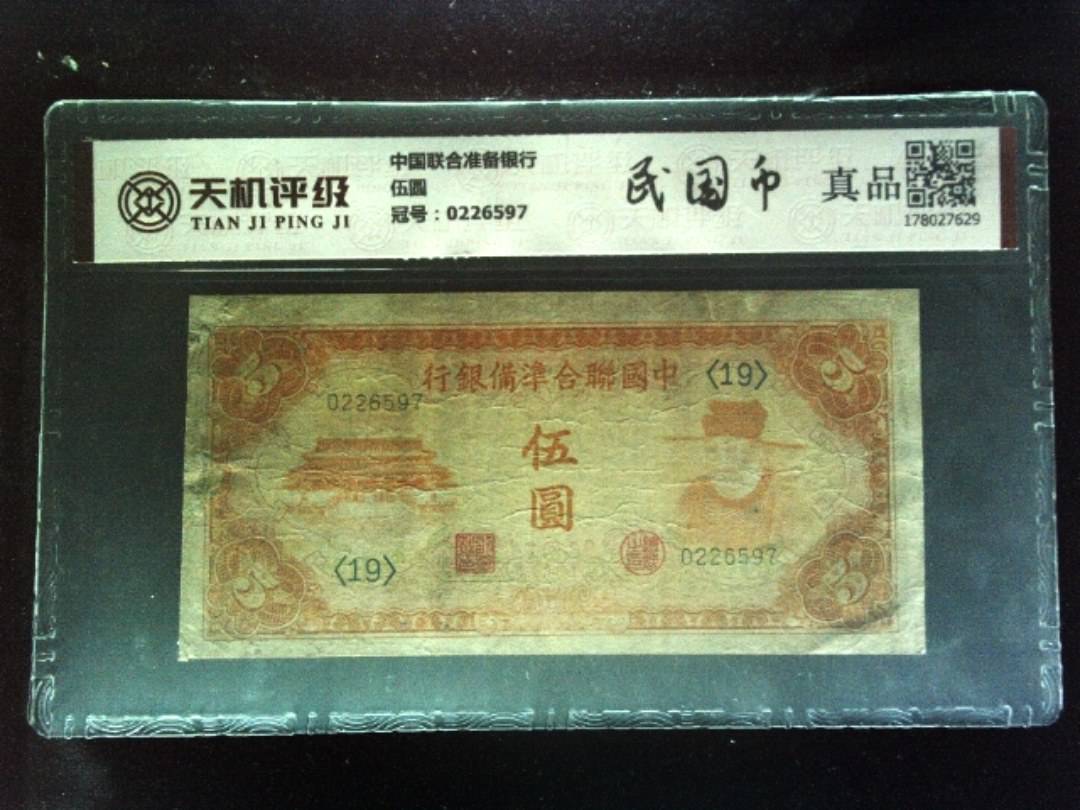 天机评级
TIAN JI PING JI
中国联合准备银行
伍圆
冠号：0226597
民国币
真品
178027629
行銀備準合聯國中
〈19〉
0226597
伍
圓
0226597
〈19〉